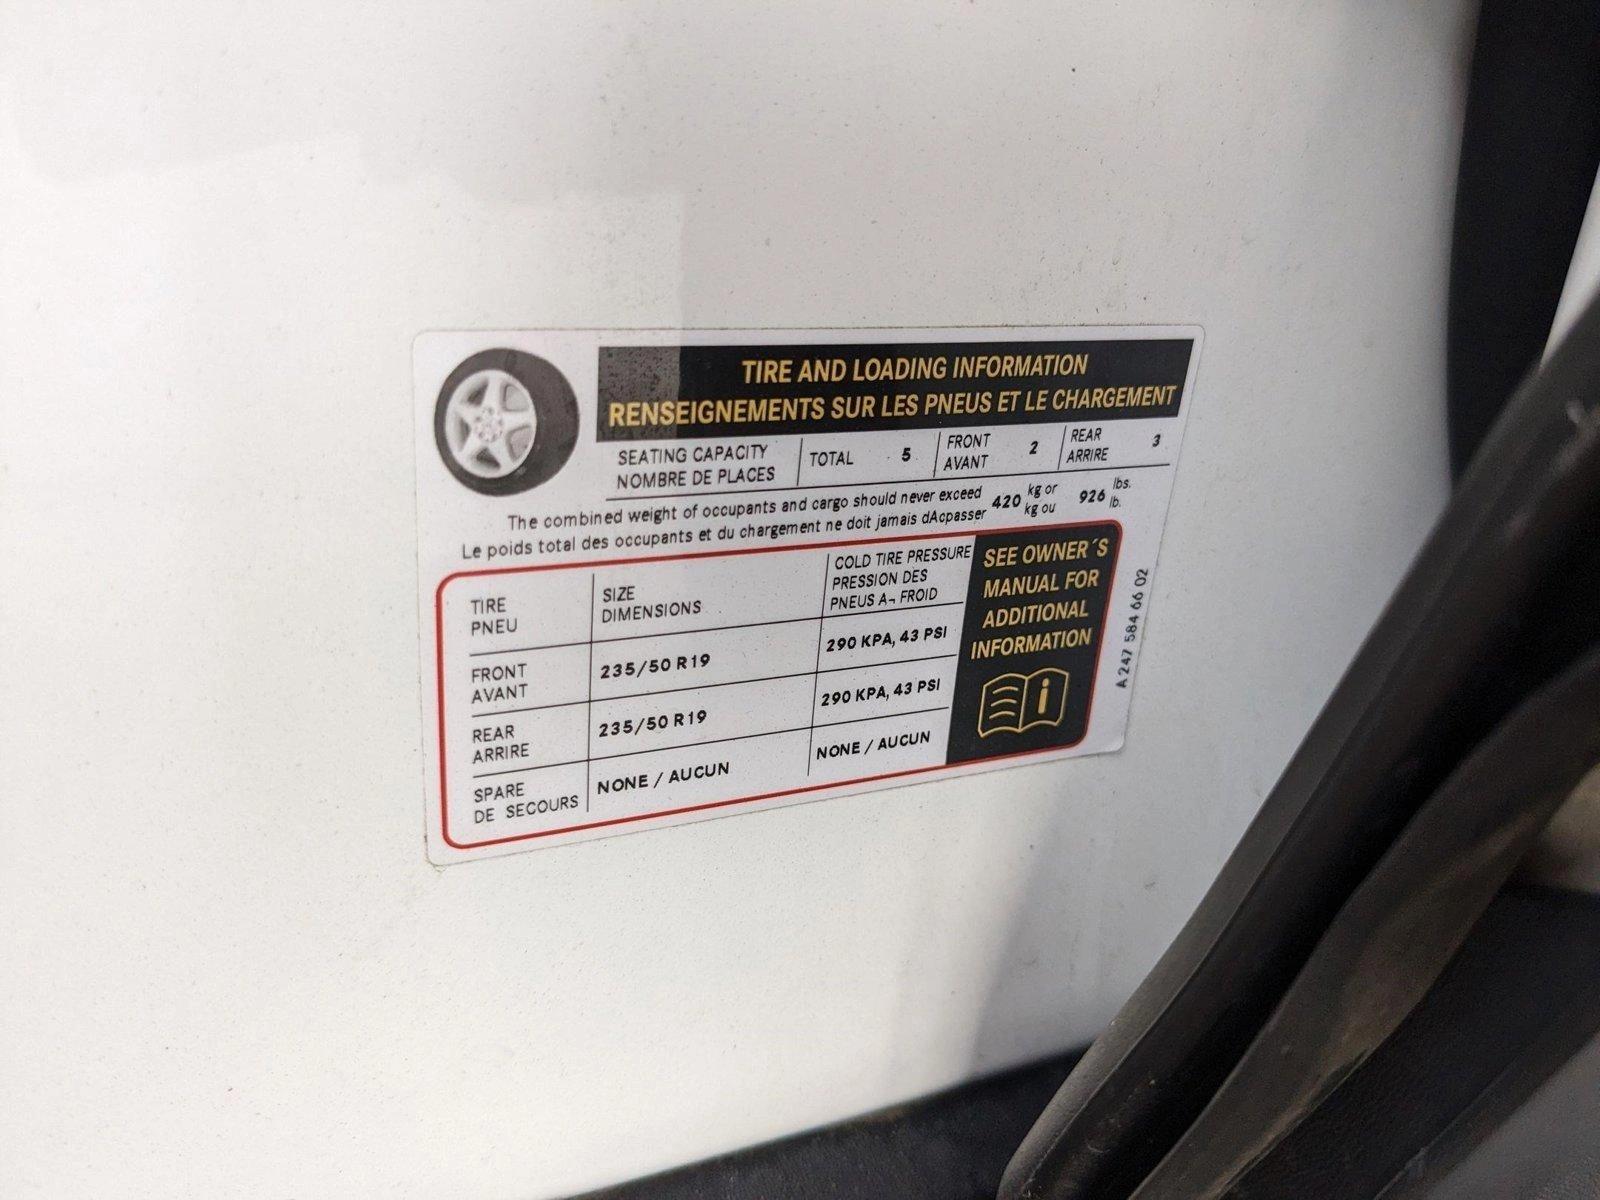 TIRE AND LOADING INFORMATION
RENSEIGNEMENTS SUR LES PNEUS ET LE CHARGEMENT
SEATING CAPACITY
NOMBRE DE PLACES
TOTAL 5
FRONT
AVANT
2
REAR
ARRIRE
3
The combined weight of occupants and cargo should never exceed
Le poids total des occupants et du chargement ne doit jamais dAcpasser
420
kg or
kg ou
926
lbs.
lb.
TIRE
PNEU
SIZE
DIMENSIONS
COLD TIRE PRESSURE
PRESSION DES
PNEUS A¬ FROID
FRONT
AVANT
235/50 R19
290 KPA, 43 PSI
REAR
ARRIRE
235/50 R19
290 KPA, 43 PSI
SPARE
DE SECOURS
NONE / AUCUN
NONE / AUCUN
SEE OWNER´S
MANUAL FOR
ADDITIONAL
INFORMATION
i
A 247 584 66 02